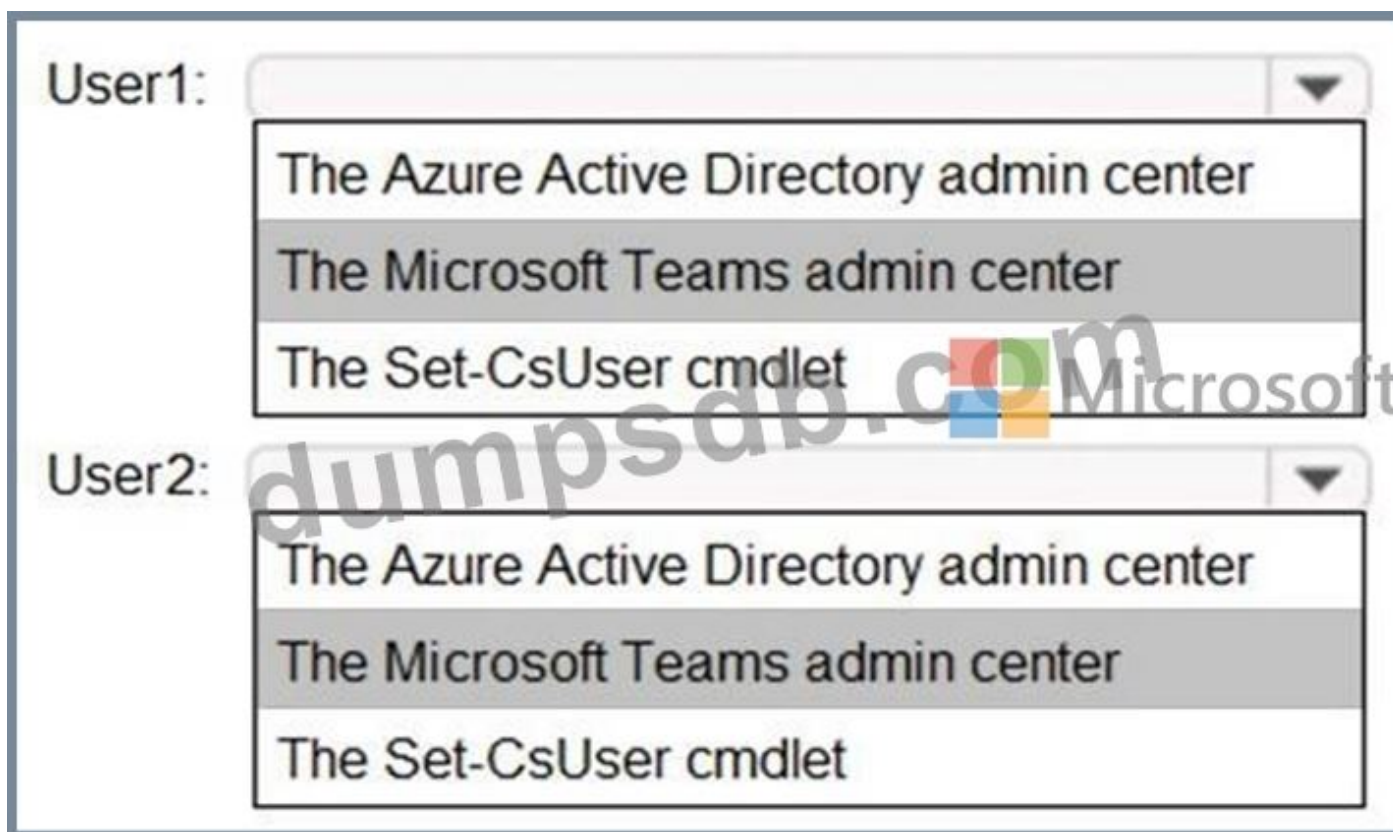 User1:
The Azure Active Directory admin center
The Microsoft Teams admin center
The Set-CsUser cmdlet
dumpsdb.com
Microsoft
User2:
The Azure Active Directory admin center
The Microsoft Teams admin center
The Set-CsUser cmdlet